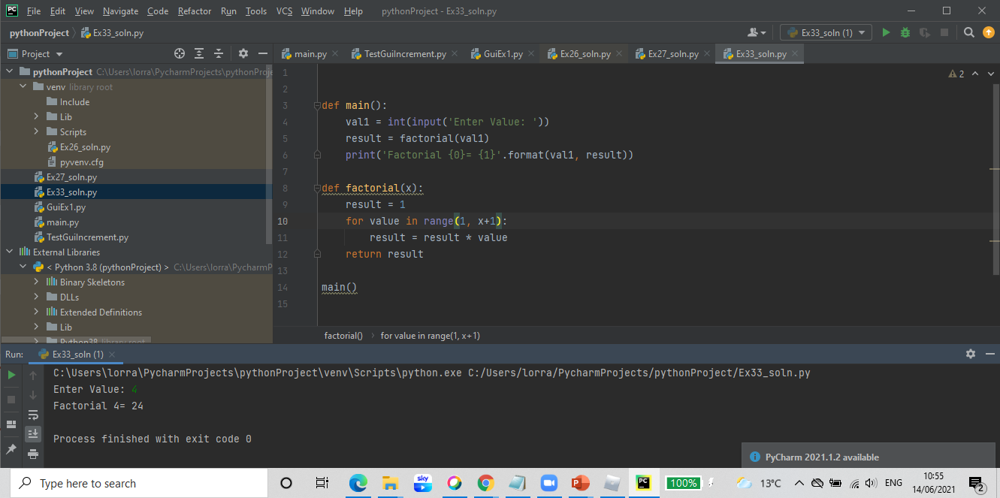 PC File Edit View Navigate Code Refactor Run Tools VCS Window Help pythonProject - Ex33_soln.py
pythonProject Ex33_soln.py Ex33_soln (1)
Project main.py TestGuiIncrement.py GuiEx1.py Ex26_soln.py Ex27_soln.py Ex33_soln.py
pythonProject C:\Users\lorra\PycharmProjects\pythonProje
venv library root
Include
Lib
Scripts
Ex26_soln.py
pyvenv.cfg
Ex27_soln.py
Ex33_soln.py
GuiEx1.py
main.py
TestGuiIncrement.py
External Libraries
< Python 3.8 (pythonProject) > C:\Users\lorra\PycharmP
Binary Skeletons
DLLs
Extended Definitions
Lib
Python38 library root
2
1
2
3 def main():
4 val1 = int(input('Enter Value: '))
5 result = factorial(val1)
6 print('Factorial {0}= {1}'.format(val1, result))
7
8 def factorial(x):
9 result = 1
10 for value in range(1, x+1):
11 result = result * value
12 return result
13
14 main()
15
factorial() for value in range(1, x+1)
Run: Ex33_soln (1)
C:\Users\lorra\PycharmProjects\pythonProject\venv\Scripts\python.exe C:/Users/lorra/PycharmProjects/pythonProject/Ex33_soln.py
Enter Value: 4
Factorial 4= 24
Process finished with exit code 0
PyCharm 2021.1.2 available
Type here to search sky play PC 100% 13°C ENG 10:55
14/06/2021
2